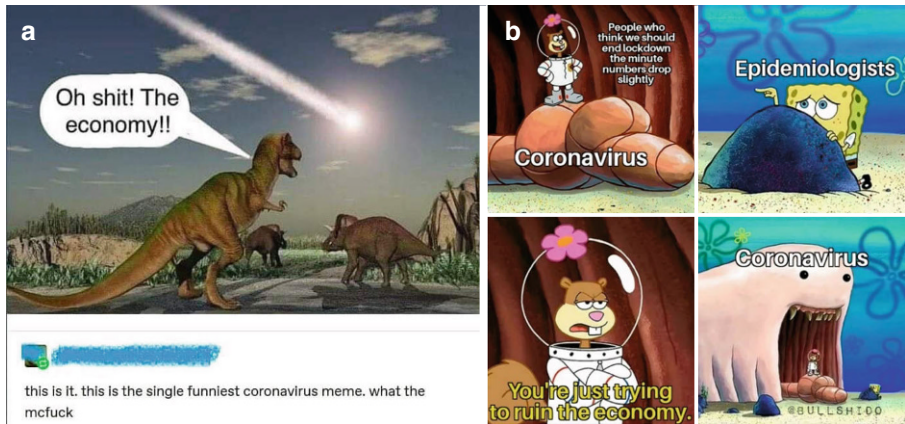 a
Oh shit! The
economy!!
this is it. this is the single funniest coronavirus meme. what the
mcfuck
b
People who
think we should
end lockdown
the minute
numbers drop
slightly
Coronavirus
Epidemiologists
You're just trying
to ruin the economy.
Coronavirus
@BULLSHIDO